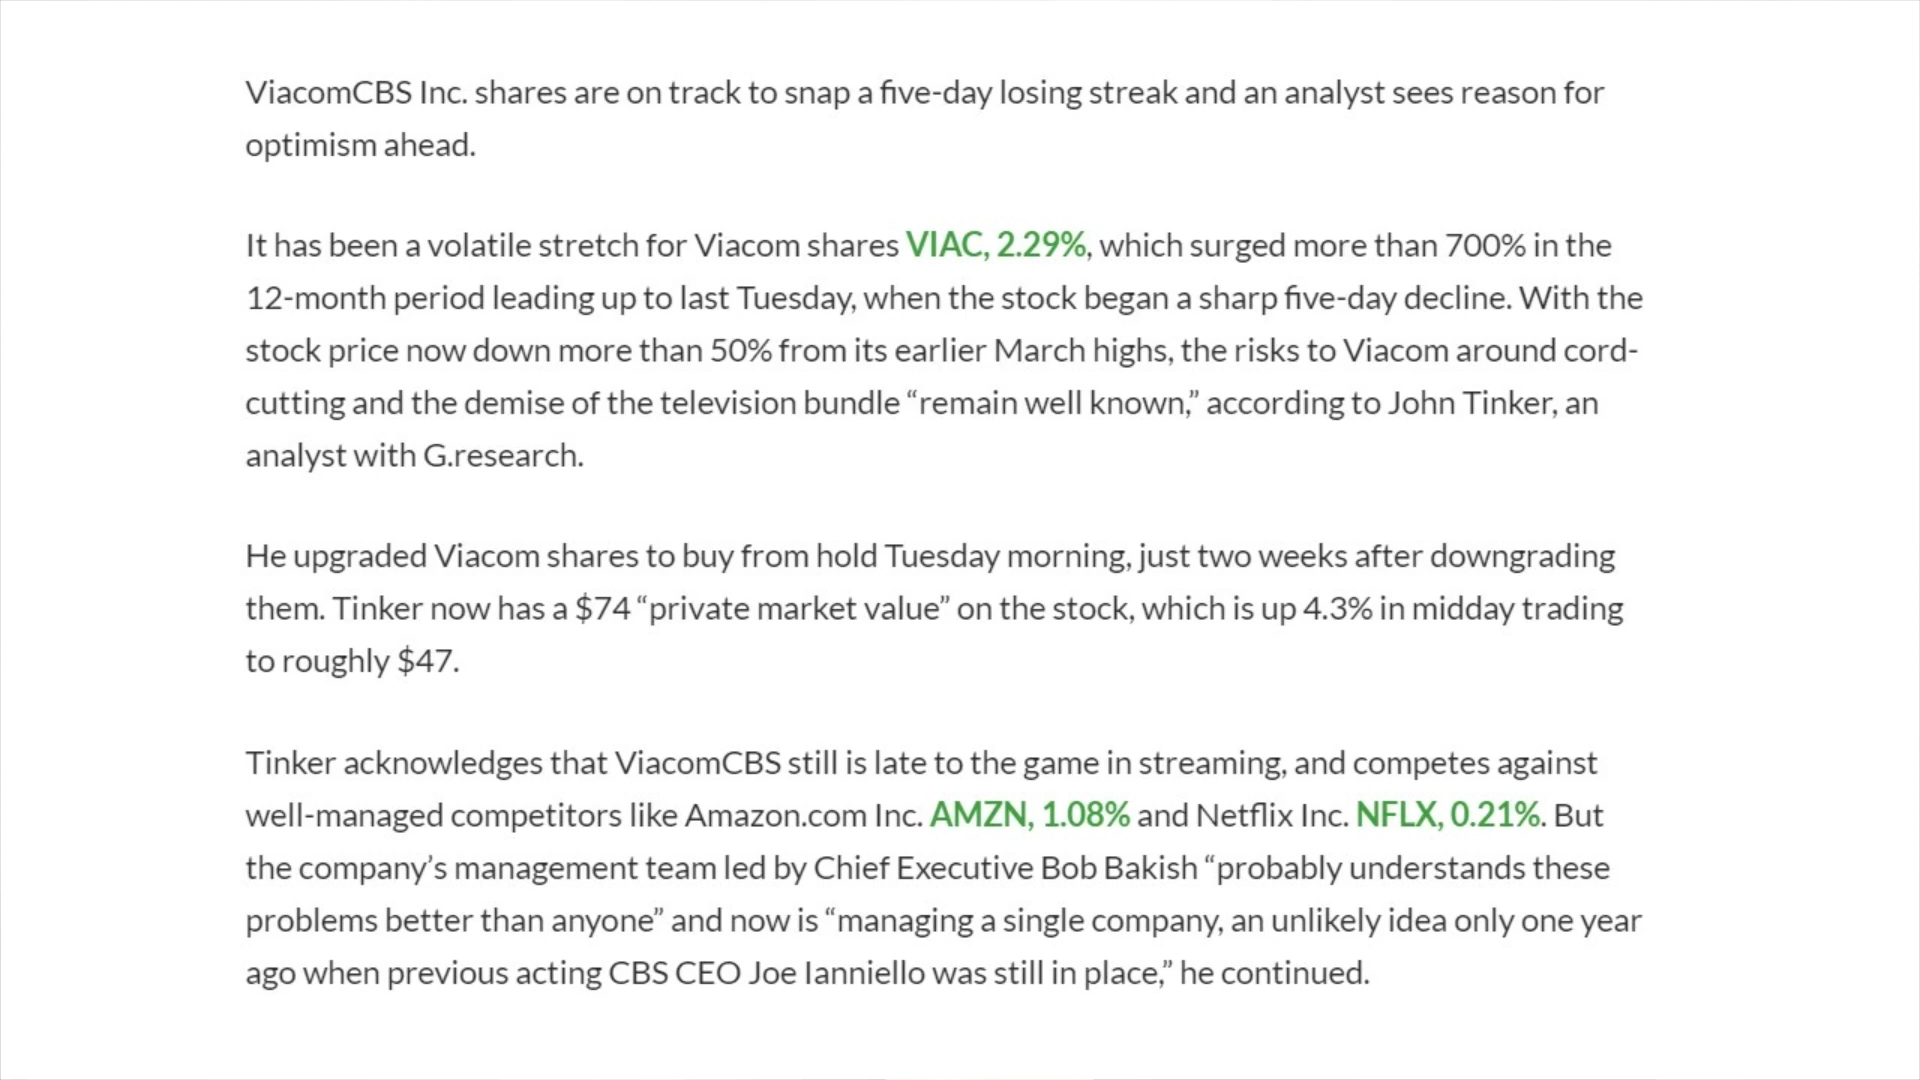 ViacomCBS Inc. shares are on track to snap a five-day losing streak and an analyst sees reason for
optimism ahead.
It has been a volatile stretch for Viacom shares VIAC, 2.29%, which surged more than 700% in the
12-month period leading up to last Tuesday, when the stock began a sharp five-day decline. With the
stock price now down more than 50% from its earlier March highs, the risks to Viacom around cord-
cutting and the demise of the television bundle “remain well known,” according to John Tinker, an
analyst with G.research.
He upgraded Viacom shares to buy from hold Tuesday morning, just two weeks after downgrading
them. Tinker now has a $74 “private market value” on the stock, which is up 4.3% in midday trading
to roughly $47.
Tinker acknowledges that ViacomCBS still is late to the game in streaming, and competes against
well-managed competitors like Amazon.com Inc. AMZN, 1.08% and Netflix Inc. NFLX, 0.21%. But
the company’s management team led by Chief Executive Bob Bakish “probably understands these
problems better than anyone” and now is “managing a single company, an unlikely idea only one year
ago when previous acting CBS CEO Joe Ianniello was still in place,” he continued.